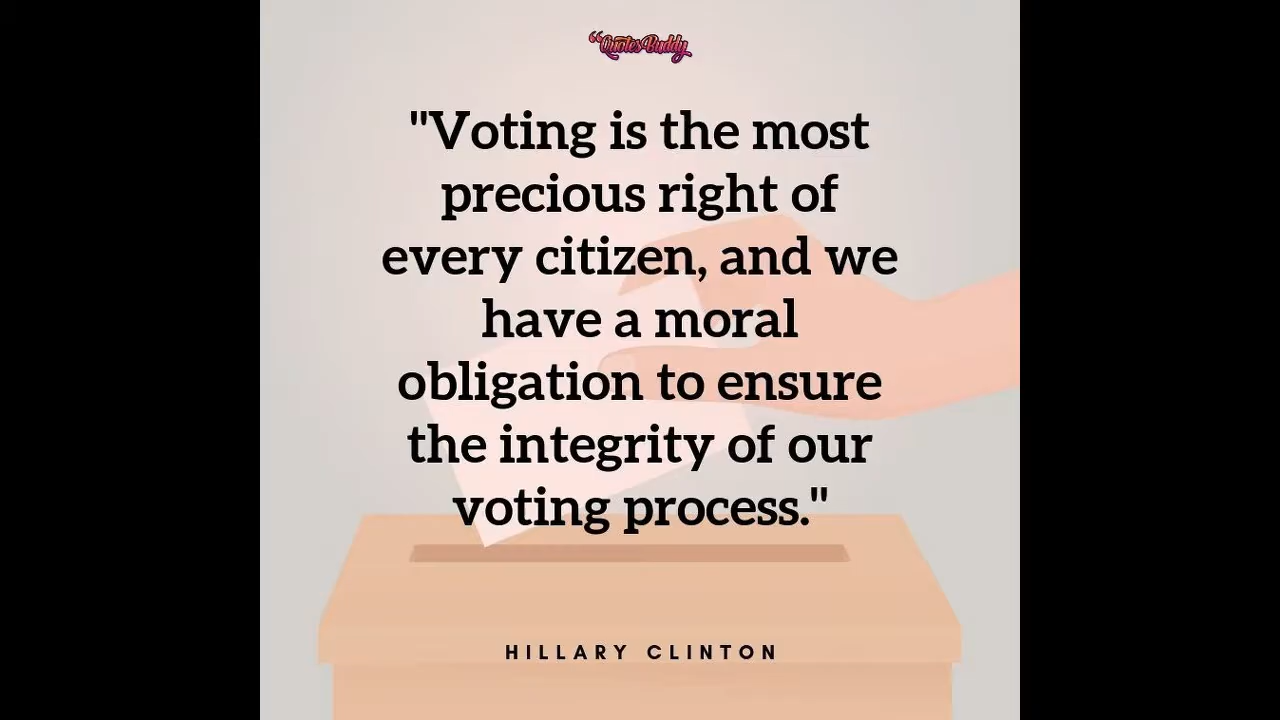 “QuotesBuddy
"Voting is the most
precious right of
every citizen, and we
have a moral
obligation to ensure
the integrity of our
voting process."
HILLARY CLINTON